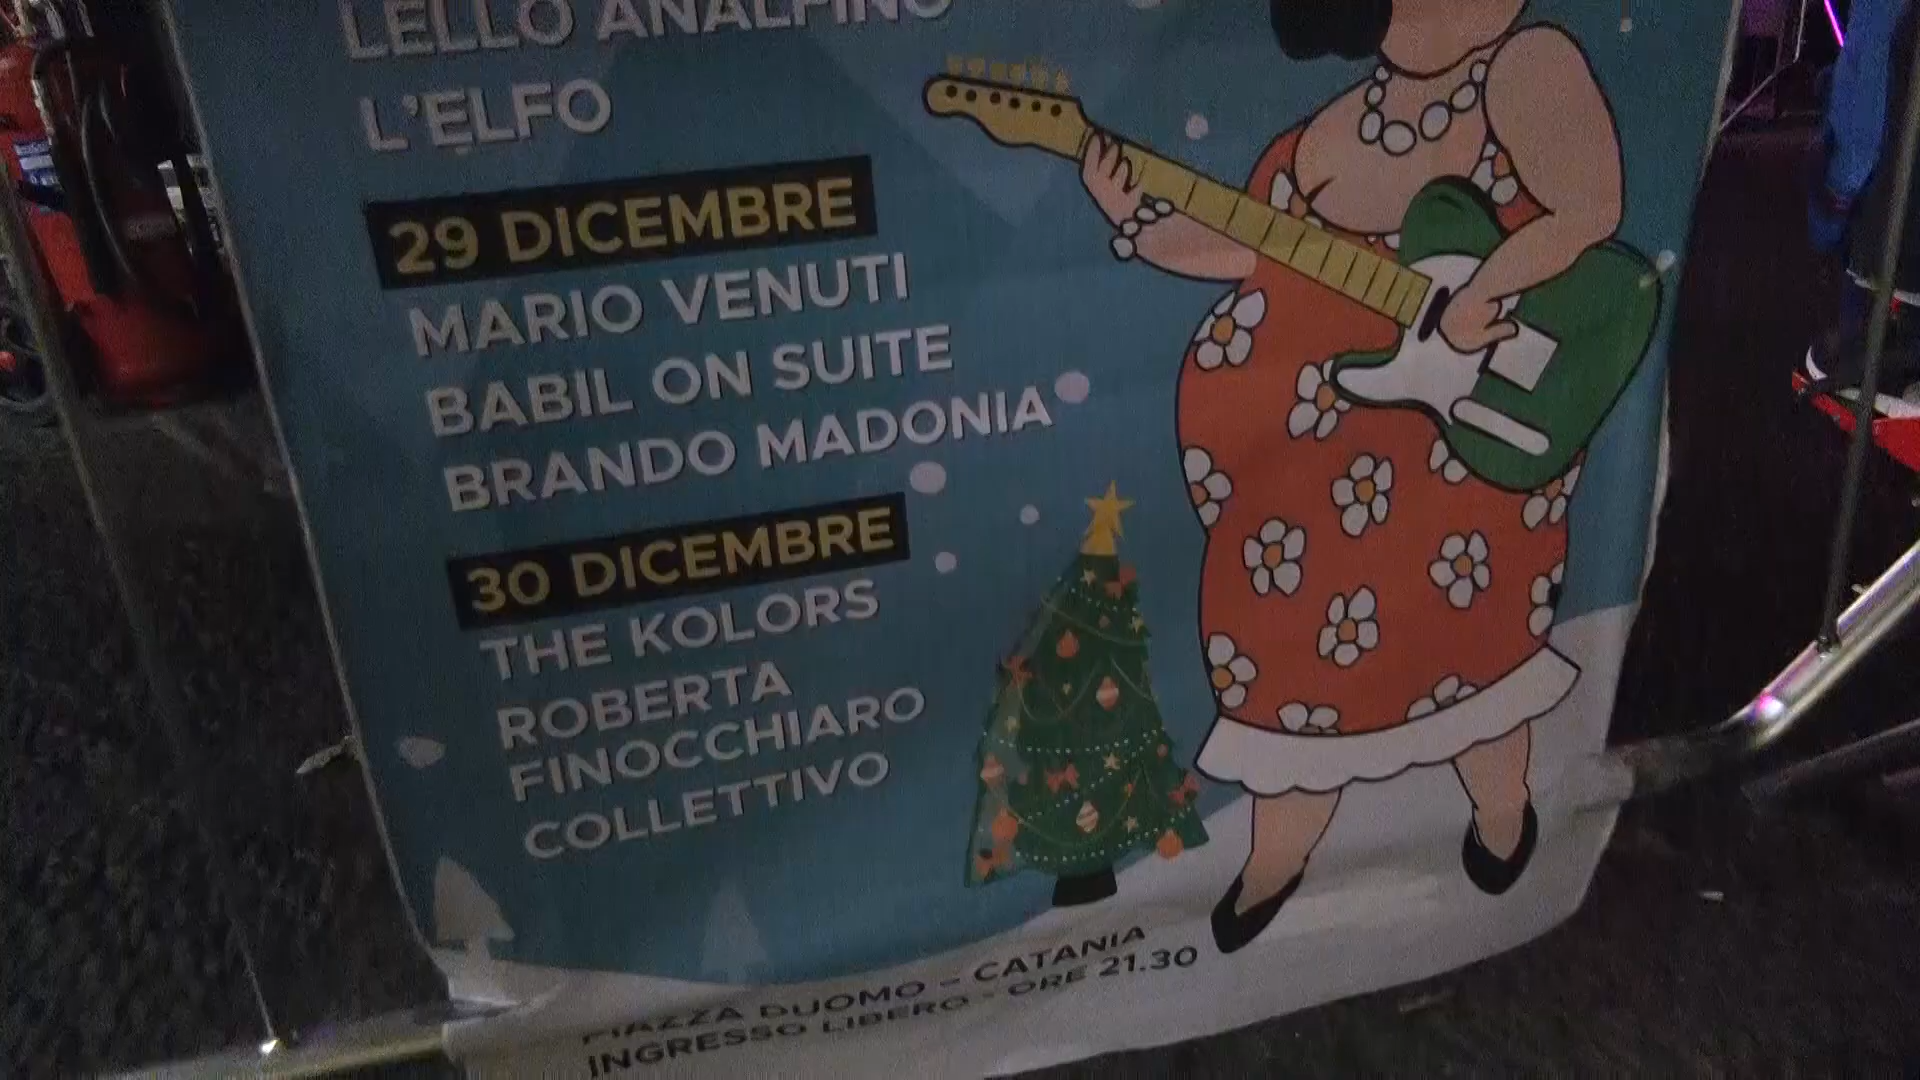 LELLO ANALFINO
L'ELFO
29 DICEMBRE
MARIO VENUTI
BABIL ON SUITE
BRANDO MADONIA
30 DICEMBRE
THE KOLORS
ROBERTA
FINOCCHIARO
COLLETTIVO
PIAZZA DUOMO - CATANIA
INGRESSO LIBERO - ORE 21.30